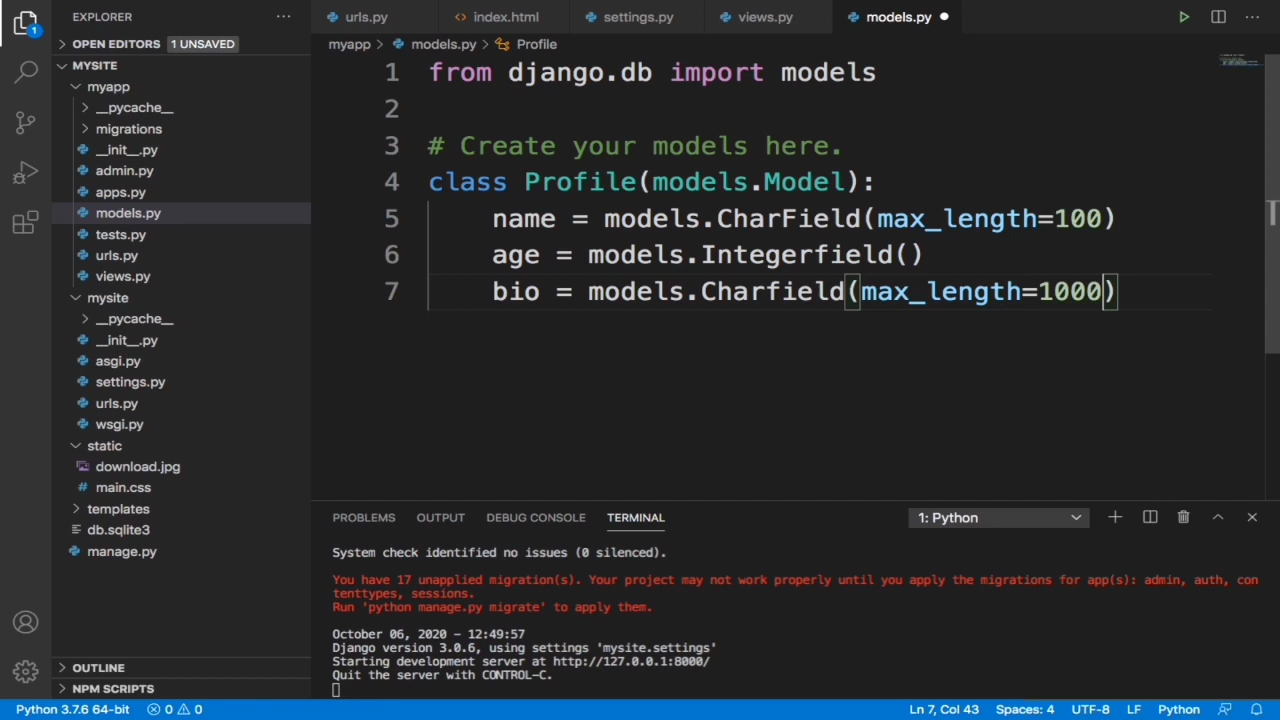 EXPLORER
urls.py
index.html
settings.py
views.py
models.py
1
OPEN EDITORS 1 UNSAVED
myapp > models.py > Profile
MYSITE
myapp
__pycache__
migrations
__init__.py
admin.py
apps.py
models.py
tests.py
urls.py
views.py
mysite
__pycache__
__init__.py
asgi.py
settings.py
urls.py
wsgi.py
static
download.jpg
main.css
templates
db.sqlite3
manage.py
OUTLINE
NPM SCRIPTS
1 from django.db import models
2
3 # Create your models here.
4 class Profile(models.Model):
5 name = models.CharField(max_length=100)
6 age = models.Integerfield()
7 bio = models.Charfield(max_length=1000)
PROBLEMS OUTPUT DEBUG CONSOLE TERMINAL 1: Python
System check identified no issues (0 silenced).
You have 17 unapplied migration(s). Your project may not work properly until you apply the migrations for app(s): admin, auth, con
tenttypes, sessions.
Run 'python manage.py migrate' to apply them.
October 06, 2020 - 12:49:57
Django version 3.0.6, using settings 'mysite.settings'
Starting development server at http://127.0.0.1:8000/
Quit the server with CONTROL-C.
Python 3.7.6 64-bit 0 0 Ln 7, Col 43 Spaces: 4 UTF-8 LF Python